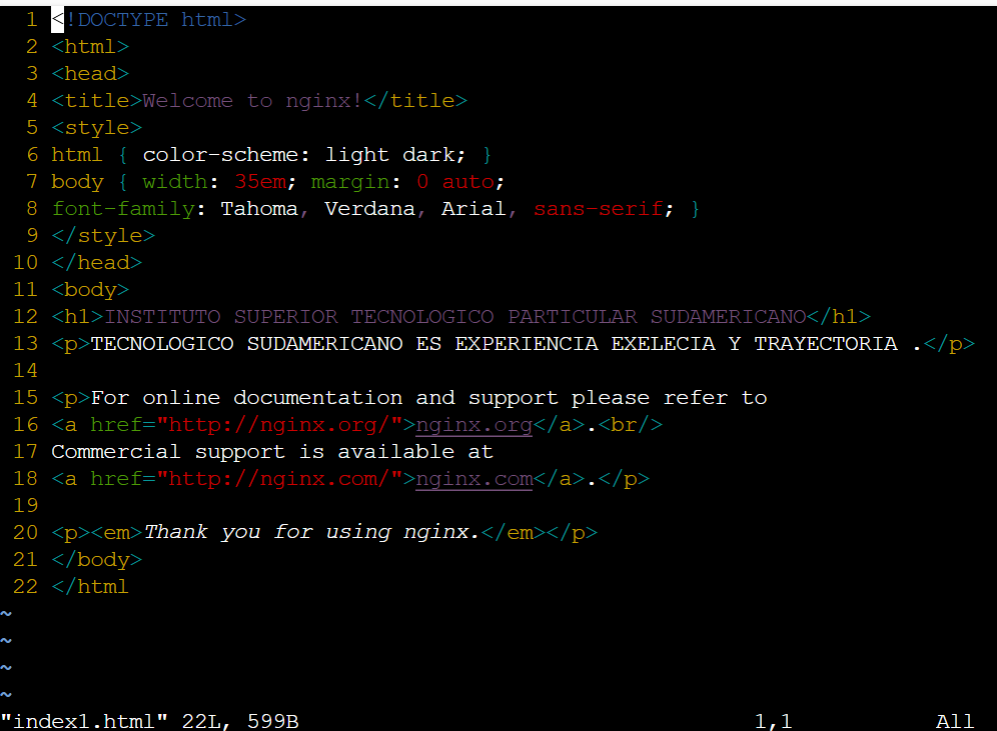 1 <!DOCTYPE html>
2 <html>
3 <head>
4 <title>Welcome to nginx!</title>
5 <style>
6 html { color-scheme: light dark; }
7 body { width: 35em; margin: 0 auto;
8 font-family: Tahoma, Verdana, Arial, sans-serif; }
9 </style>
10 </head>
11 <body>
12 <h1>INSTITUTO SUPERIOR TECNOLOGICO PARTICULAR SUDAMERICANO</h1>
13 <p>TECNOLOGICO SUDAMERICANO ES EXPERIENCIA EXELECIA Y TRAYECTORIA .</p>
14
15 <p>For online documentation and support please refer to
16 <a href="http://nginx.org/">nginx.org</a>.<br/>
17 Commercial support is available at
18 <a href="http://nginx.com/">nginx.com</a>.</p>
19
20 <p><em>Thank you for using nginx.</em></p>
21 </body>
22 </html
~
~
~
~
"index1.html" 22L, 599B 1,1 All